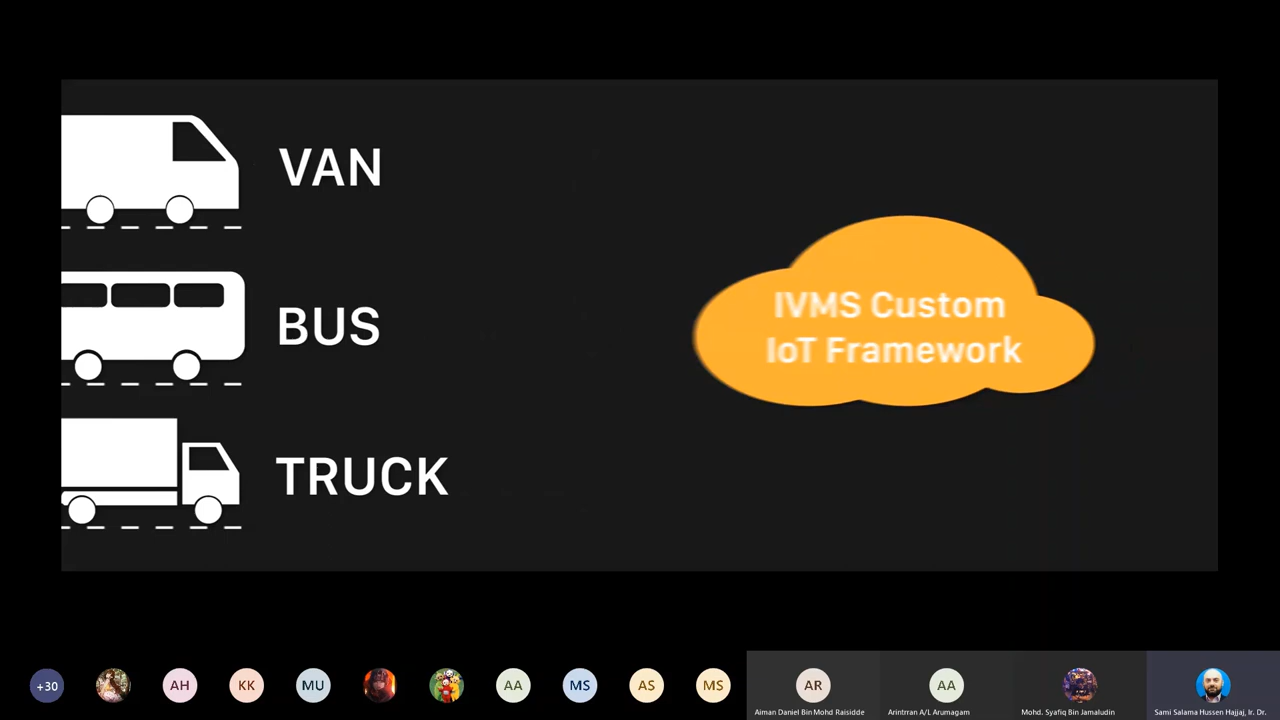 VAN
IVMS Custom
IoT Framework
BUS
TRUCK
+30
AH
KK
MU
AA
MS
AS
MS
AR
AA
Aiman Daniel Bin Mohd Raisidde
Arintrran A/L Arumagam
Mohd. Syafiq Bin Jamaludin
Sami Salama Hussen Hajjaj, Ir. Dr.